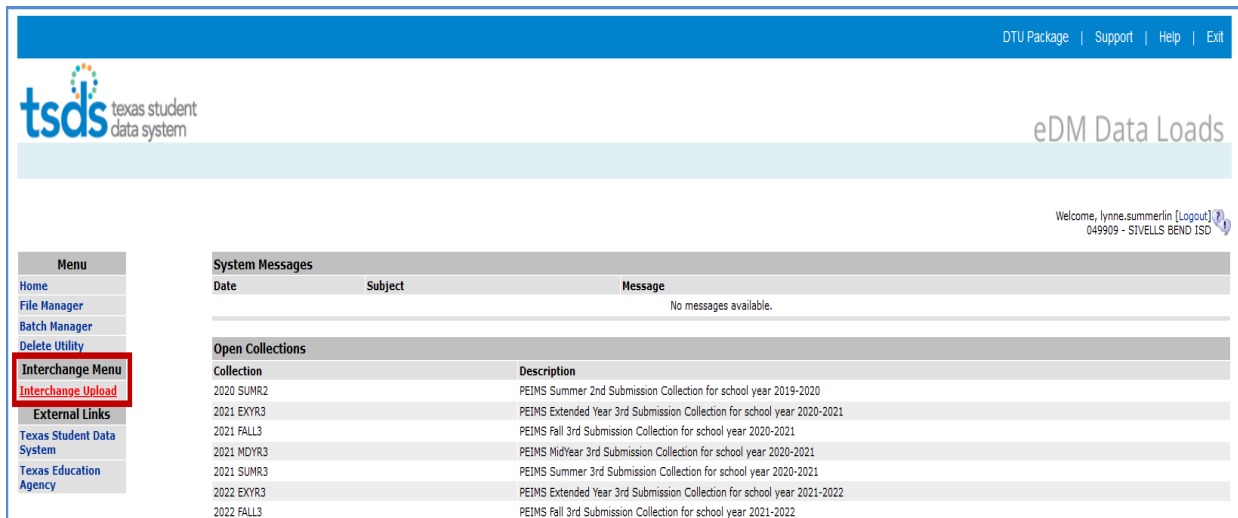 DTU Package | Support | Help | Exit
tsds texas student data system
eDM Data Loads
Welcome, lynne.summerlin [Logout]
049909 - SIVELLS BEND ISD
Menu
Home
File Manager
Batch Manager
Delete Utility
Interchange Menu
Interchange Upload
External Links
Texas Student Data
System
Texas Education
Agency
System Messages
Date Subject Message
No messages available.
Open Collections
Collection Description
2020 SUMR2 PEIMS Summer 2nd Submission Collection for school year 2019-2020
2021 EXYR3 PEIMS Extended Year 3rd Submission Collection for school year 2020-2021
2021 FALL3 PEIMS Fall 3rd Submission Collection for school year 2020-2021
2021 MDYR3 PEIMS MidYear 3rd Submission Collection for school year 2020-2021
2021 SUMR3 PEIMS Summer 3rd Submission Collection for school year 2020-2021
2022 EXYR3 PEIMS Extended Year 3rd Submission Collection for school year 2021-2022
2022 FALL3 PEIMS Fall 3rd Submission Collection for school year 2021-2022